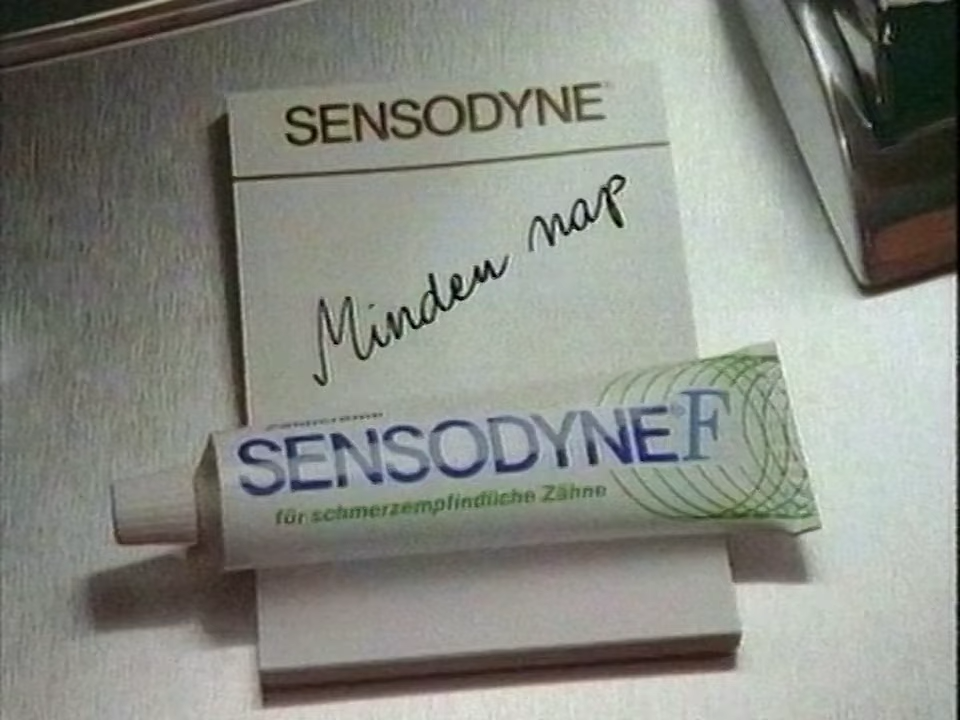 SENSODYNE
Minden nap
SENSODYNE® F
für schmerzempfindliche Zähne